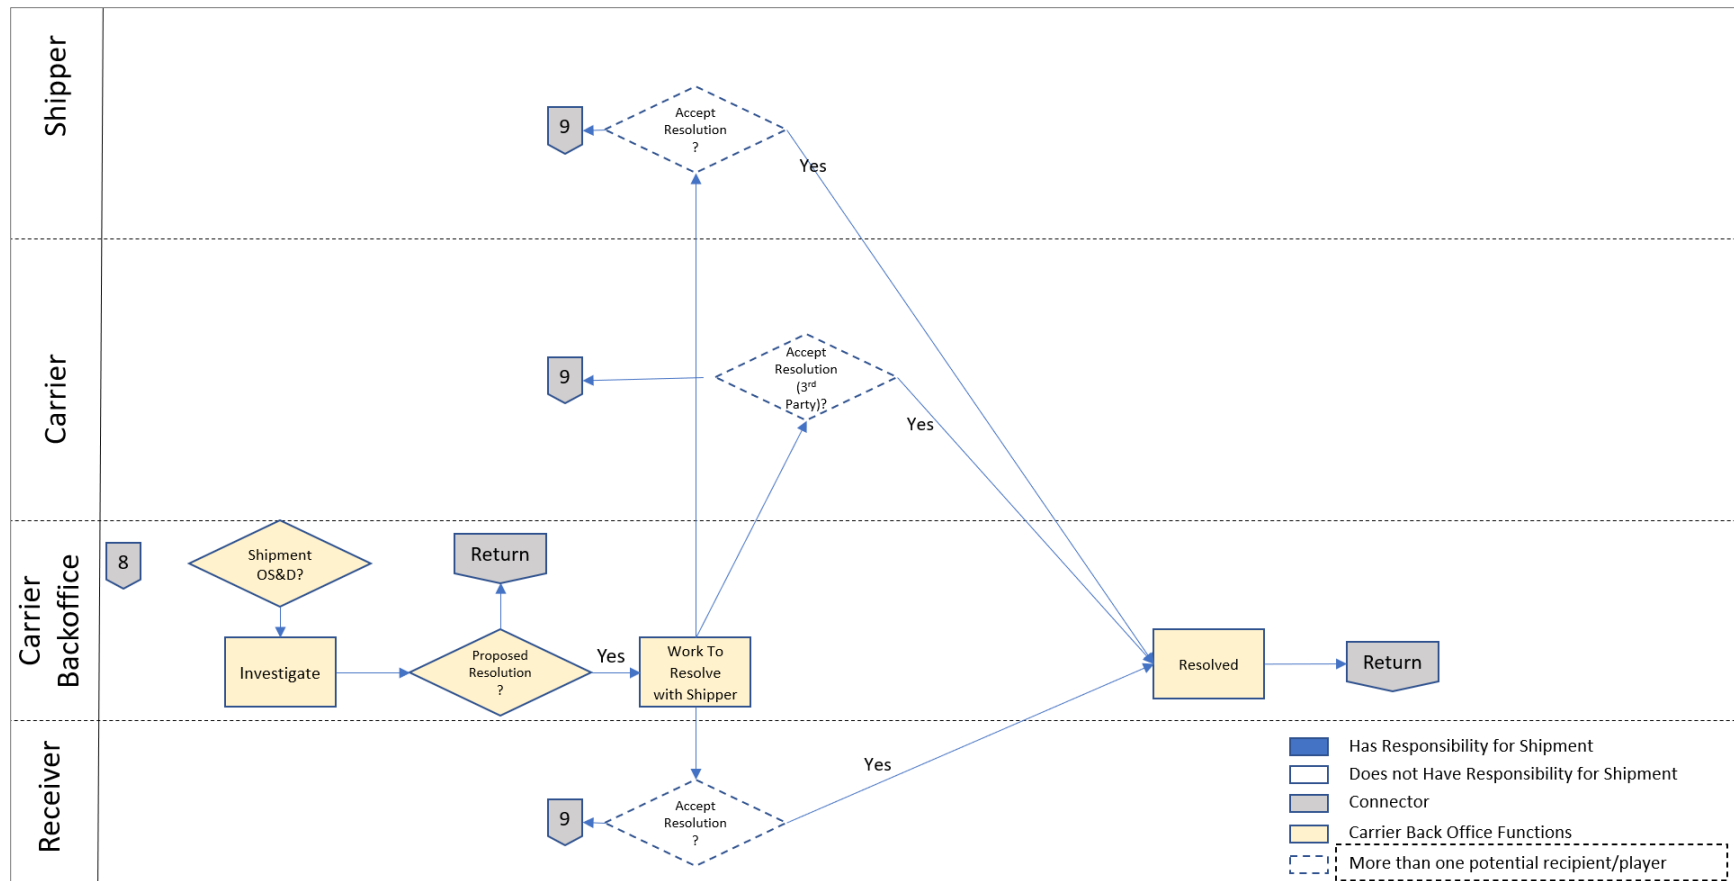 Shipper
9
Accept
Resolution
?
Yes
Carrier
9
Accept
Resolution
(3rd
Party)?
Yes
Carrier
Backoffice
8
Shipment
OS&D?
Return
Investigate
Proposed
Resolution
?
Yes
Work To
Resolve
with Shipper
Resolved
Return
Receiver
9
Accept
Resolution
?
Yes
Has Responsibility for Shipment
Does not Have Responsibility for Shipment
Connector
Carrier Back Office Functions
More than one potential recipient/player